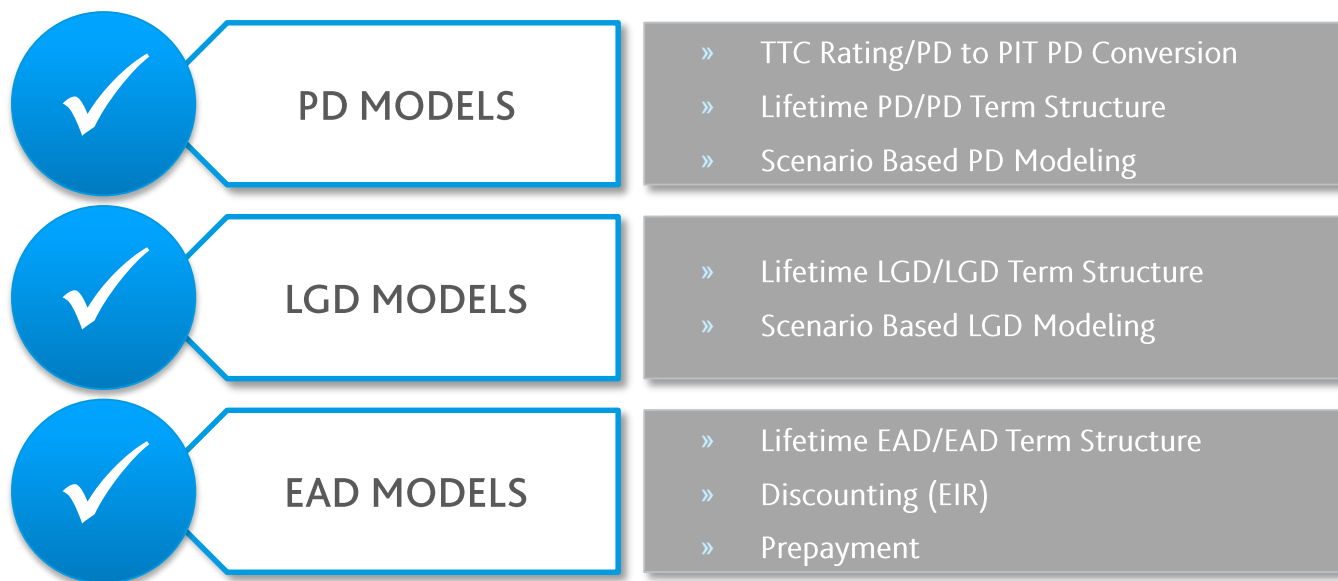 PD MODELS
» TTC Rating/PD to PIT PD Conversion
» Lifetime PD/PD Term Structure
» Scenario Based PD Modeling
LGD MODELS
» Lifetime LGD/LGD Term Structure
» Scenario Based LGD Modeling
EAD MODELS
» Lifetime EAD/EAD Term Structure
» Discounting (EIR)
» Prepayment